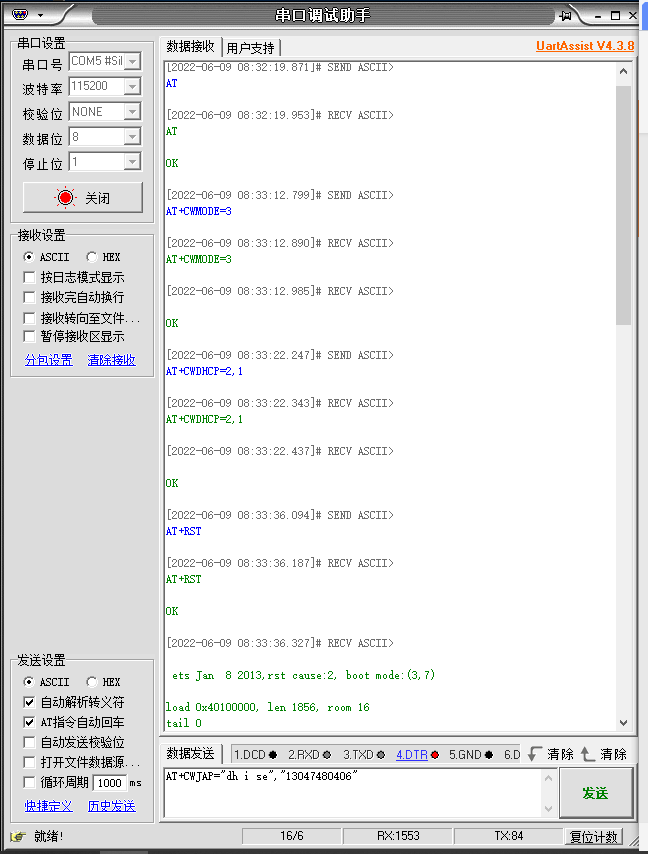 串口调试助手
串口设置
串口号 COM5 #Sil
波特率 115200
校验位 NONE
数据位 8
停止位 1
关闭
接收设置
ASCII HEX
按日志模式显示
接收完自动换行
接收转向至文件...
暂停接收区显示
分包设置 清除接收
发送设置
ASCII HEX
自动解析转义符
AT指令自动回车
自动发送校验位
打开文件数据源...
循环周期 1000 ms
快捷定义 历史发送
数据接收 用户支持 UartAssist V4.3.8
[2022-06-09 08:32:19.871]# SEND ASCII>
AT
[2022-06-09 08:32:19.953]# RECV ASCII>
AT
OK
[2022-06-09 08:33:12.799]# SEND ASCII>
AT+CWMODE=3
[2022-06-09 08:33:12.890]# RECV ASCII>
AT+CWMODE=3
[2022-06-09 08:33:12.985]# RECV ASCII>
OK
[2022-06-09 08:33:22.247]# SEND ASCII>
AT+CWDHCP=2,1
[2022-06-09 08:33:22.343]# RECV ASCII>
AT+CWDHCP=2,1
[2022-06-09 08:33:22.437]# RECV ASCII>
OK
[2022-06-09 08:33:36.094]# SEND ASCII>
AT+RST
[2022-06-09 08:33:36.187]# RECV ASCII>
AT+RST
OK
[2022-06-09 08:33:36.327]# RECV ASCII>
ets Jan  8 2013,rst cause:2, boot mode:(3,7)
load 0x40100000, len 1856, room 16
tail 0
数据发送 1.DCD 2.RXD 3.TXD 4.DTR 5.GND 6.D 清除 清除
AT+CWJAP="dh i se","13047480406"
发送
就绪! 16/6 RX:1553 TX:84 复位计数